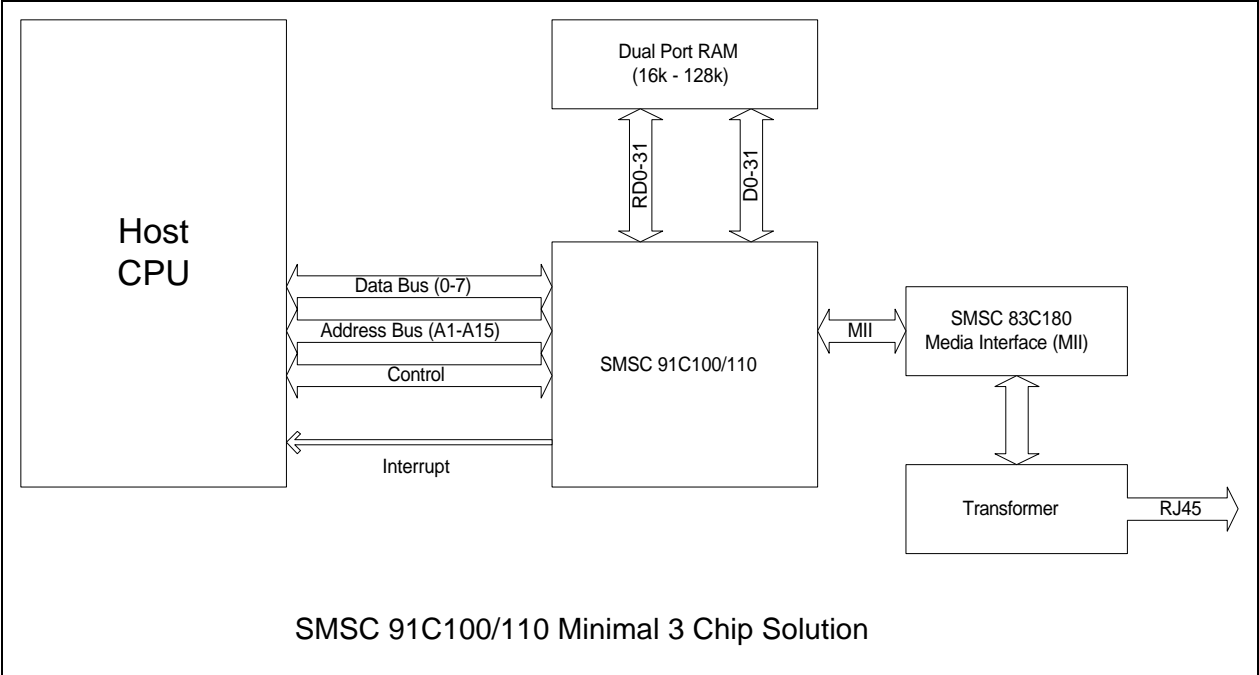 Dual Port RAM
(16k - 128k)
RD0-31
D0-31
Host
CPU
Data Bus (0-7)
Address Bus (A1-A15)
Control
Interrupt
SMSC 91C100/110
MII
SMSC 83C180
Media Interface (MII)
Transformer
RJ45
SMSC 91C100/110 Minimal 3 Chip Solution